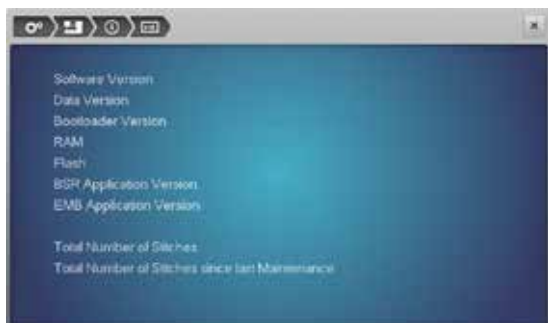 Software Version
Data Version
Bootloader Version
RAM
Flash
BSR Application Version
EMB Application Version
Total Number of Stitches
Total Number of Stitches since last Maintenance